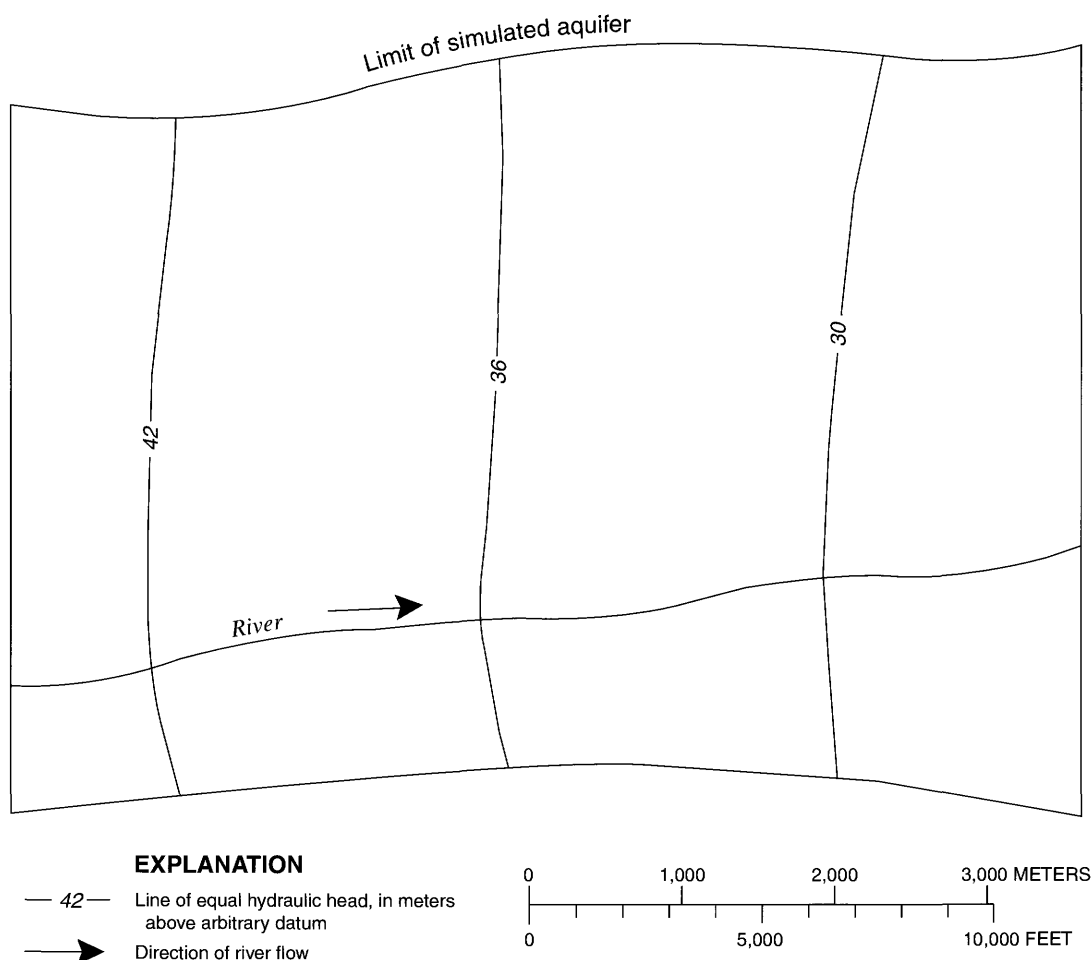 Limit of simulated aquifer
30
36
42
River
EXPLANATION
42 Line of equal hydraulic head, in meters
above arbitrary datum
Direction of river flow
0 1,000 2,000 3,000 METERS
0 5,000 10,000 FEET